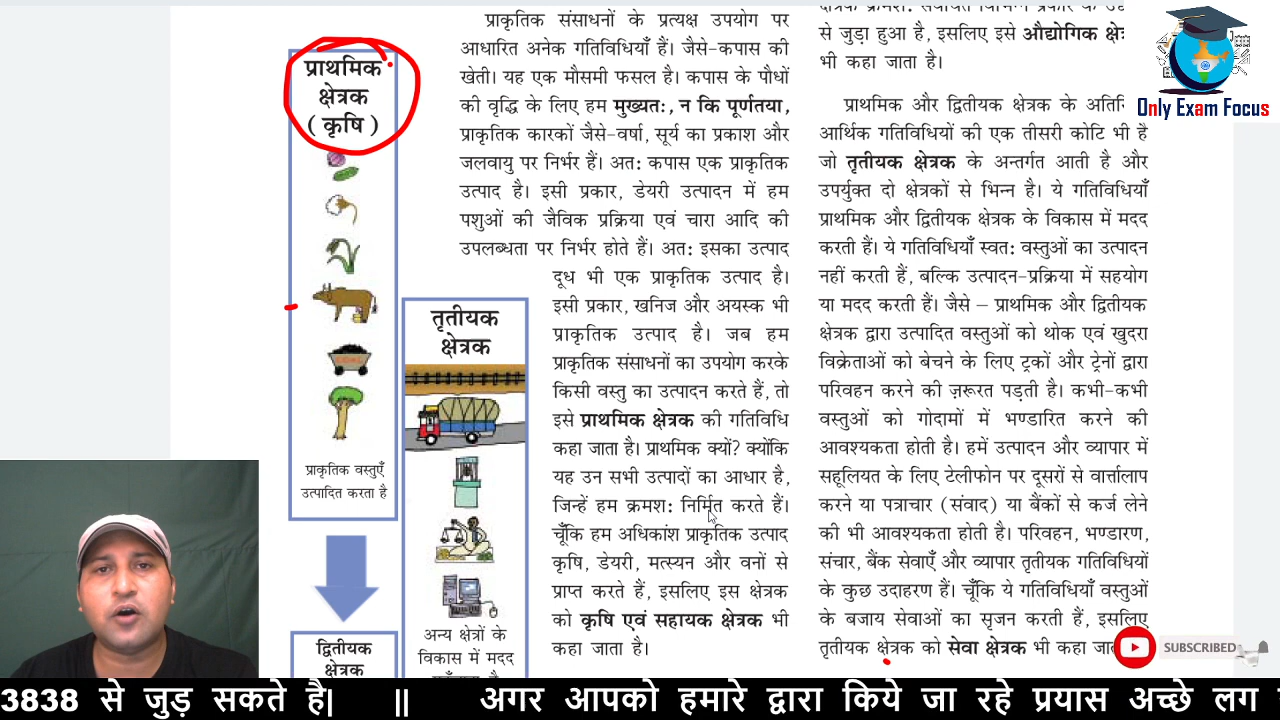 प्राथमिक
क्षेत्रक
( कृषि )
प्राकृतिक वस्तुएँ
उत्पादित करता है
द्वितीयक
क्षेत्रक
तृतीयक
क्षेत्रक
अन्य क्षेत्रों के
विकास में मदद
प्राकृतिक संसाधनों के प्रत्यक्ष उपयोग पर
आधारित अनेक गतिविधियाँ हैं। जैसे–कपास की
खेती। यह एक मौसमी फसल है। कपास के पौधों
की वृद्धि के लिए हम मुख्यतः, न कि पूर्णतया,
प्राकृतिक कारकों जैसे–वर्षा, सूर्य का प्रकाश और
जलवायु पर निर्भर हैं। अतः कपास एक प्राकृतिक
उत्पाद है। इसी प्रकार, डेयरी उत्पादन में हम
पशुओं की जैविक प्रक्रिया एवं चारा आदि की
उपलब्धता पर निर्भर होते हैं। अतः इसका उत्पाद
दूध भी एक प्राकृतिक उत्पाद है।
इसी प्रकार, खनिज और अयस्क भी
प्राकृतिक उत्पाद है। जब हम
प्राकृतिक संसाधनों का उपयोग करके
किसी वस्तु का उत्पादन करते हैं, तो
इसे प्राथमिक क्षेत्रक की गतिविधि
कहा जाता है। प्राथमिक क्यों? क्योंकि
यह उन सभी उत्पादों का आधार है,
जिन्हें हम क्रमशः निर्मित करते हैं।
चूँकि हम अधिकांश प्राकृतिक उत्पाद
कृषि, डेयरी, मत्स्यन और वनों से
प्राप्त करते हैं, इसलिए इस क्षेत्रक
को कृषि एवं सहायक क्षेत्रक भी
कहा जाता है।
से जुड़ा हुआ है, इसलिए इसे औद्योगिक
भी कहा जाता है।
प्राथमिक और द्वितीयक क्षेत्रक के
आर्थिक गतिविधियों की एक तीसरी कोटि भी है
जो तृतीयक क्षेत्रक के अन्तर्गत आती है और
उपर्युक्त दो क्षेत्रकों से भिन्न है। ये गतिविधियाँ
प्राथमिक और द्वितीयक क्षेत्रक के विकास में मदद
करती हैं। ये गतिविधियाँ स्वतः वस्तुओं का उत्पादन
नहीं करती हैं, बल्कि उत्पादन–प्रक्रिया में सहयोग
या मदद करती हैं। जैसे – प्राथमिक और द्वितीयक
क्षेत्रक द्वारा उत्पादित वस्तुओं को थोक एवं खुदरा
विक्रेताओं को बेचने के लिए ट्रकों और ट्रेनों द्वारा
परिवहन करने की ज़रूरत पड़ती है। कभी–कभी
वस्तुओं को गोदामों में भण्डारित करने की
आवश्यकता होती है। हमें उत्पादन और व्यापार में
सहूलियत के लिए टेलीफोन पर दूसरों से वार्त्तालाप
करने या पत्राचार (संवाद) या बैंकों से कर्ज लेने
की भी आवश्यकता होती है। परिवहन, भण्डारण,
संचार, बैंक सेवाएँ और व्यापार तृतीयक गतिविधियों
के कुछ उदाहरण हैं। चूँकि ये गतिविधियाँ वस्तुओं
के बजाय सेवाओं का सृजन करती हैं, इसलिए
तृतीयक क्षेत्रक को सेवा क्षेत्रक भी कहा
Only Exam Focus
SUBSCRIBED
3838 से जुड़ सकते है| || अगर आपको हमारे द्वारा किये जा रहे प्रयास अच्छे लग